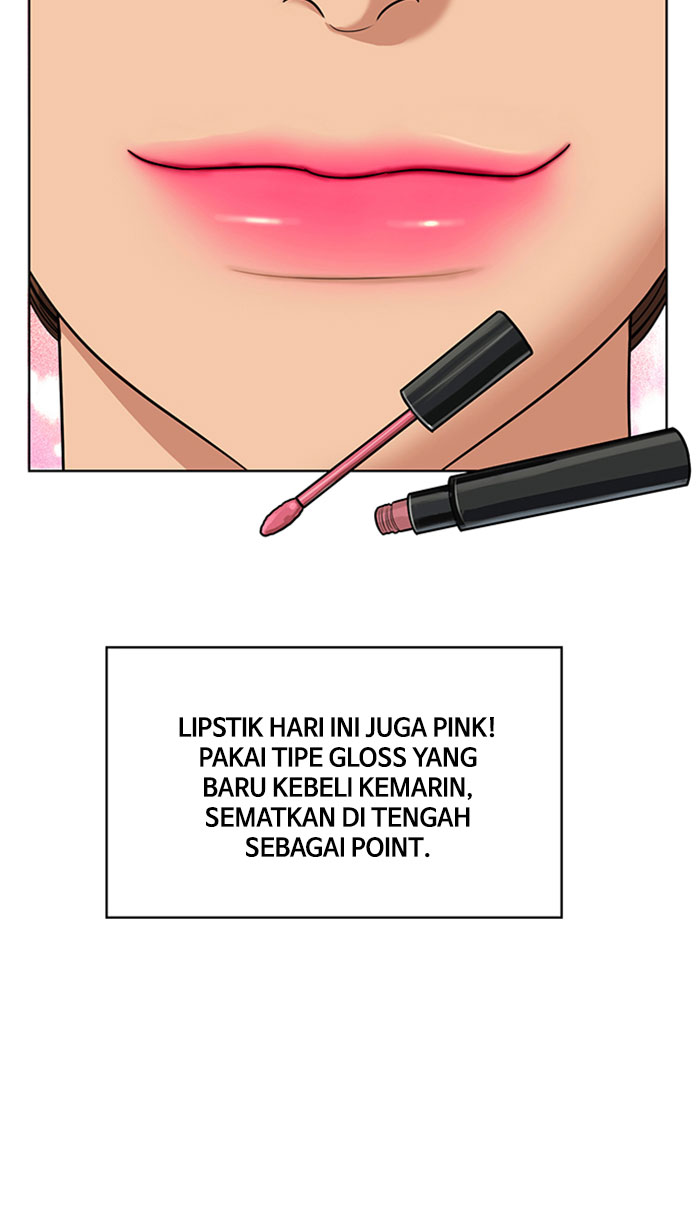 LIPSTIK HARI INI JUGA PINK!
PAKAI TIPE GLOSS YANG
BARU KEBELI KEMARIN,
SEMATKAN DI TENGAH
SEBAGAI POINT.